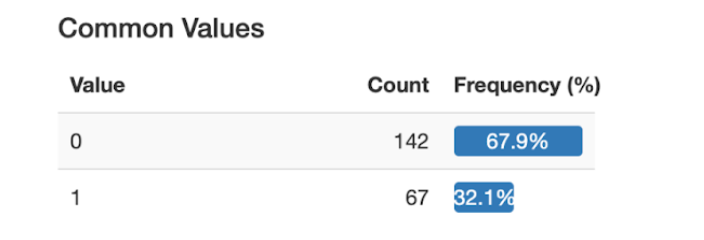 Common Values
Value Count Frequency (%)
0 142 67.9%
1 67 32.1%